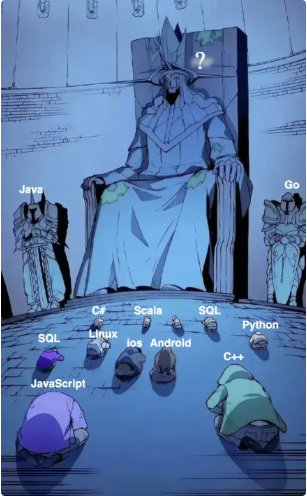 ?
Java
Go
C#
Scala
SQL
SQL
Linux
Python
ios
Android
C++
JavaScript